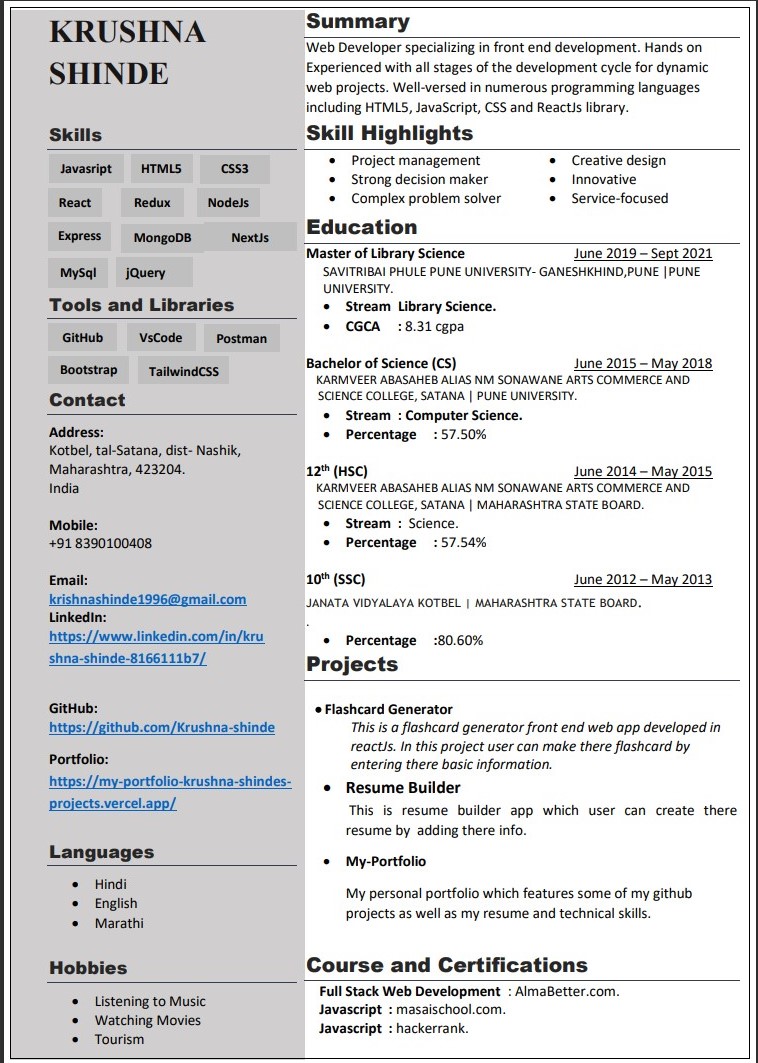 KRUSHNA
SHINDE
Skills
Javasript HTML5 CSS3
React Redux NodeJs
Express MongoDB NextJs
MySql jQuery
Tools and Libraries
GitHub VsCode Postman
Bootstrap TailwindCSS
Contact
Address:
Kotbel, tal-Satana, dist- Nashik,
Maharashtra, 423204.
India
Mobile:
+91 8390100408
Email:
krishnashinde1996@gmail.com
LinkedIn:
https://www.linkedin.com/in/kru
shna-shinde-8166111b7/
GitHub:
https://github.com/Krushna-shinde
Portfolio:
https://my-portfolio-krushna-shindes-
projects.vercel.app/
Languages
• Hindi
• English
• Marathi
Hobbies
• Listening to Music
• Watching Movies
• Tourism
Summary
Web Developer specializing in front end development. Hands on
Experienced with all stages of the development cycle for dynamic
web projects. Well-versed in numerous programming languages
including HTML5, JavaScript, CSS and ReactJs library.
Skill Highlights
• Project management • Creative design
• Strong decision maker • Innovative
• Complex problem solver • Service-focused
Education
Master of Library Science June 2019 – Sept 2021
SAVITRIBAI PHULE PUNE UNIVERSITY- GANESHKHIND,PUNE |PUNE
UNIVERSITY.
• Stream Library Science.
• CGCA : 8.31 cgpa
Bachelor of Science (CS) June 2015 – May 2018
KARMVEER ABASAHEB ALIAS NM SONAWANE ARTS COMMERCE AND
SCIENCE COLLEGE, SATANA | PUNE UNIVERSITY.
• Stream : Computer Science.
• Percentage : 57.50%
12th (HSC) June 2014 – May 2015
KARMVEER ABASAHEB ALIAS NM SONAWANE ARTS COMMERCE AND
SCIENCE COLLEGE, SATANA | MAHARASHTRA STATE BOARD.
• Stream : Science.
• Percentage : 57.54%
10th (SSC) June 2012 – May 2013
JANATA VIDYALAYA KOTBEL | MAHARASHTRA STATE BOARD.
.
• Percentage :80.60%
Projects
• Flashcard Generator
This is a flashcard generator front end web app developed in
reactJs. In this project user can make there flashcard by
entering there basic information.
• Resume Builder
This is resume builder app which user can create there
resume by adding there info.
• My-Portfolio
My personal portfolio which features some of my github
projects as well as my resume and technical skills.
Course and Certifications
Full Stack Web Development : AlmaBetter.com.
Javascript : masaischool.com.
Javascript : hackerrank.